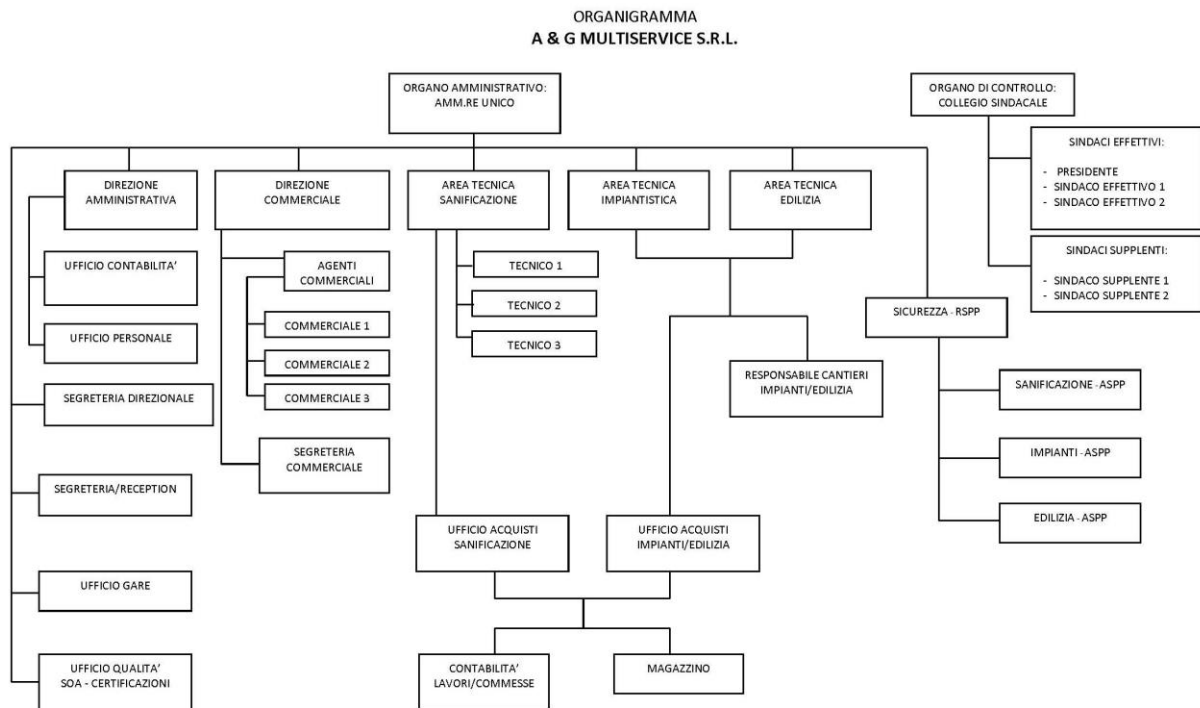 ORGANIGRAMMA
A & G MULTISERVICE S.R.L.
ORGANO AMMINISTRATIVO:
AMM.RE UNICO
ORGANO DI CONTROLLO:
COLLEGIO SINDACALE
SINDACI EFFETTIVI:
- PRESIDENTE
- SINDACO EFFETTIVO 1
- SINDACO EFFETTIVO 2
SINDACI SUPPLENTI:
- SINDACO SUPPLENTE 1
- SINDACO SUPPLENTE 2
DIREZIONE
AMMINISTRATIVA
DIREZIONE
COMMERCIALE
AREA TECNICA
SANIFICAZIONE
AREA TECNICA
IMPIANTISTICA
AREA TECNICA
EDILIZIA
UFFICIO CONTABILITA'
UFFICIO PERSONALE
SEGRETERIA DIREZIONALE
SEGRETERIA/RECEPTION
UFFICIO GARE
UFFICIO QUALITA'
SOA - CERTIFICAZIONI
AGENTI
COMMERCIALI
COMMERCIALE 1
COMMERCIALE 2
COMMERCIALE 3
SEGRETERIA
COMMERCIALE
TECNICO 1
TECNICO 2
TECNICO 3
RESPONSABILE CANTIERI
IMPIANTI/EDILIZIA
SICUREZZA - RSPP
SANIFICAZIONE - ASPP
IMPIANTI - ASPP
EDILIZIA - ASPP
UFFICIO ACQUISTI
SANIFICAZIONE
UFFICIO ACQUISTI
IMPIANTI/EDILIZIA
CONTABILITA'
LAVORI/COMMESSE
MAGAZZINO